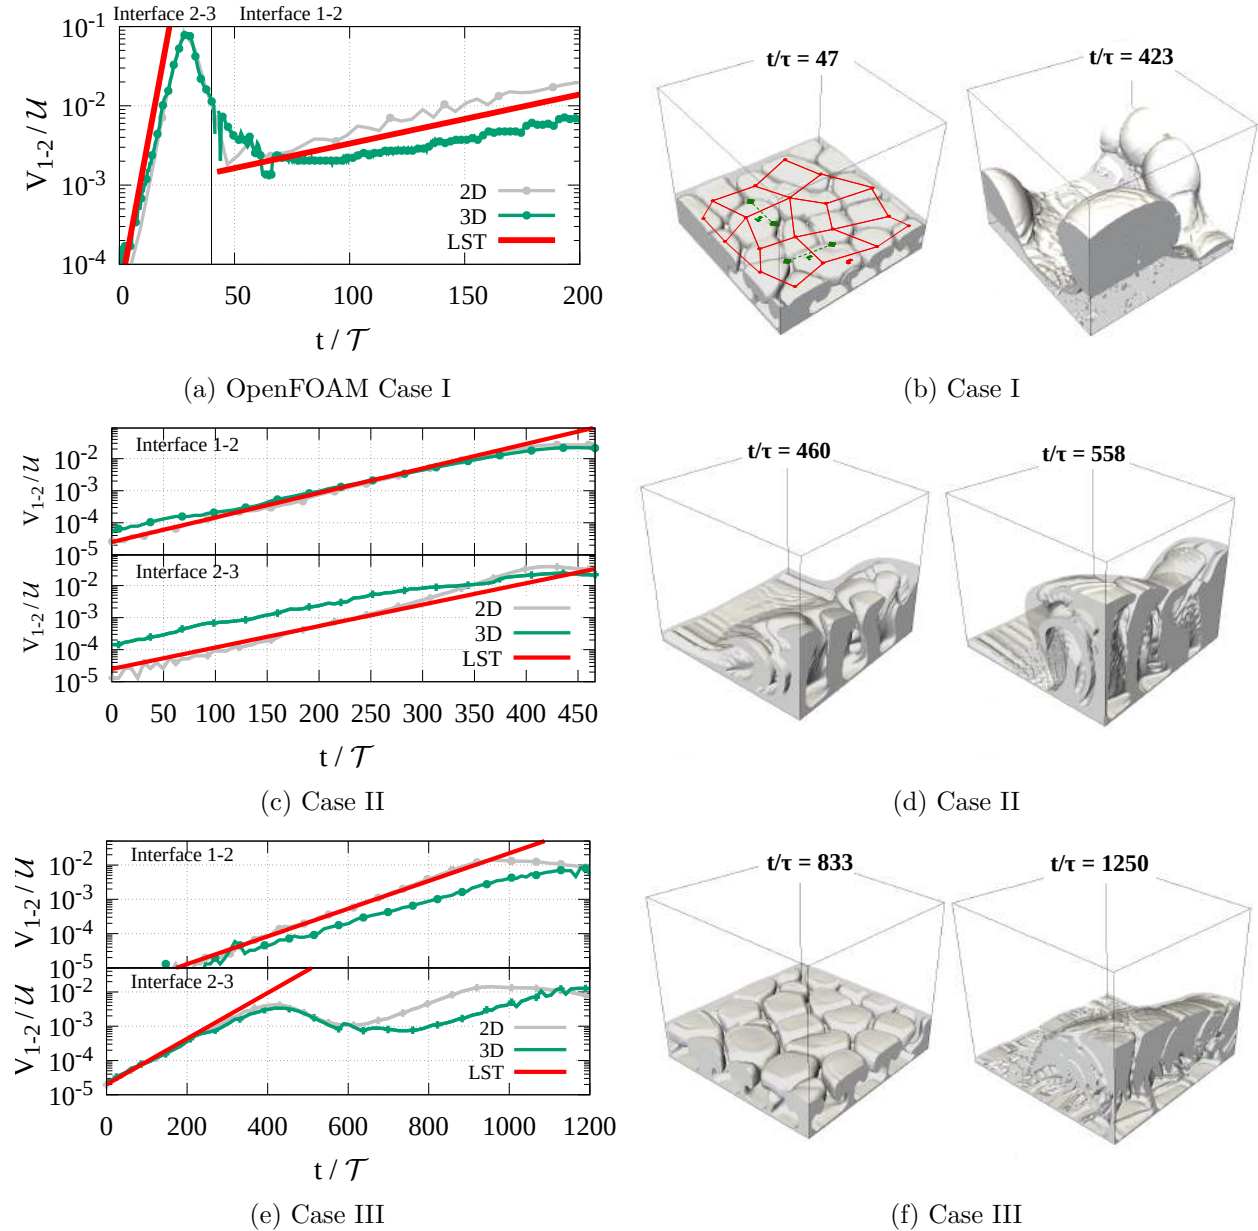 Interface 2-3 Interface 1-2
10^-1
10^-2
10^-3
10^-4
V_1-2 / 𝒰
2D
3D
LST
0 50 100 150 200
t / 𝒯
(a) OpenFOAM Case I
t/τ = 47
t/τ = 423
(b) Case I
Interface 1-2
10^-2
10^-3
10^-4
10^-5
V_1-2 / 𝒰
Interface 2-3
10^-2
10^-3
10^-4
10^-5
V_1-2 / 𝒰
2D
3D
LST
0 50 100 150 200 250 300 350 400 450
t / 𝒯
(c) Case II
t/τ = 460
t/τ = 558
(d) Case II
Interface 1-2
10^-2
10^-3
10^-4
10^-5
V_1-2 / 𝒰
Interface 2-3
10^-2
10^-3
10^-4
10^-5
V_1-2 / 𝒰
2D
3D
LST
0 200 400 600 800 1000 1200
t / 𝒯
(e) Case III
t/τ = 833
t/τ = 1250
(f) Case III